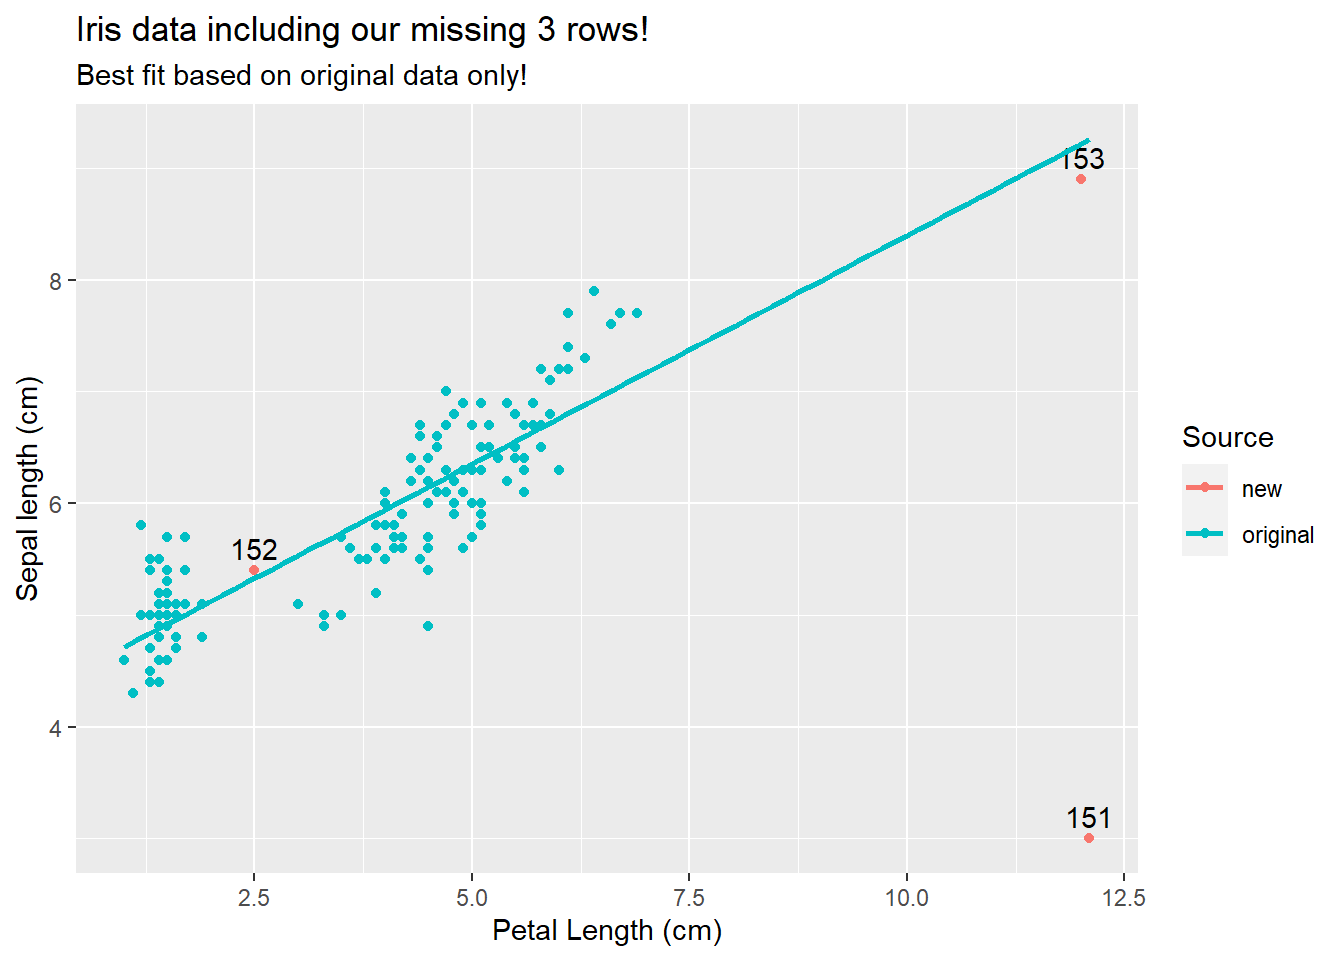 Iris data including our missing 3 rows!
Best fit based on original data only!
153
8
Source
new
original
6
152
4
151
2.5 5.0 7.5 10.0 12.5
Petal Length (cm)
Sepal length (cm)